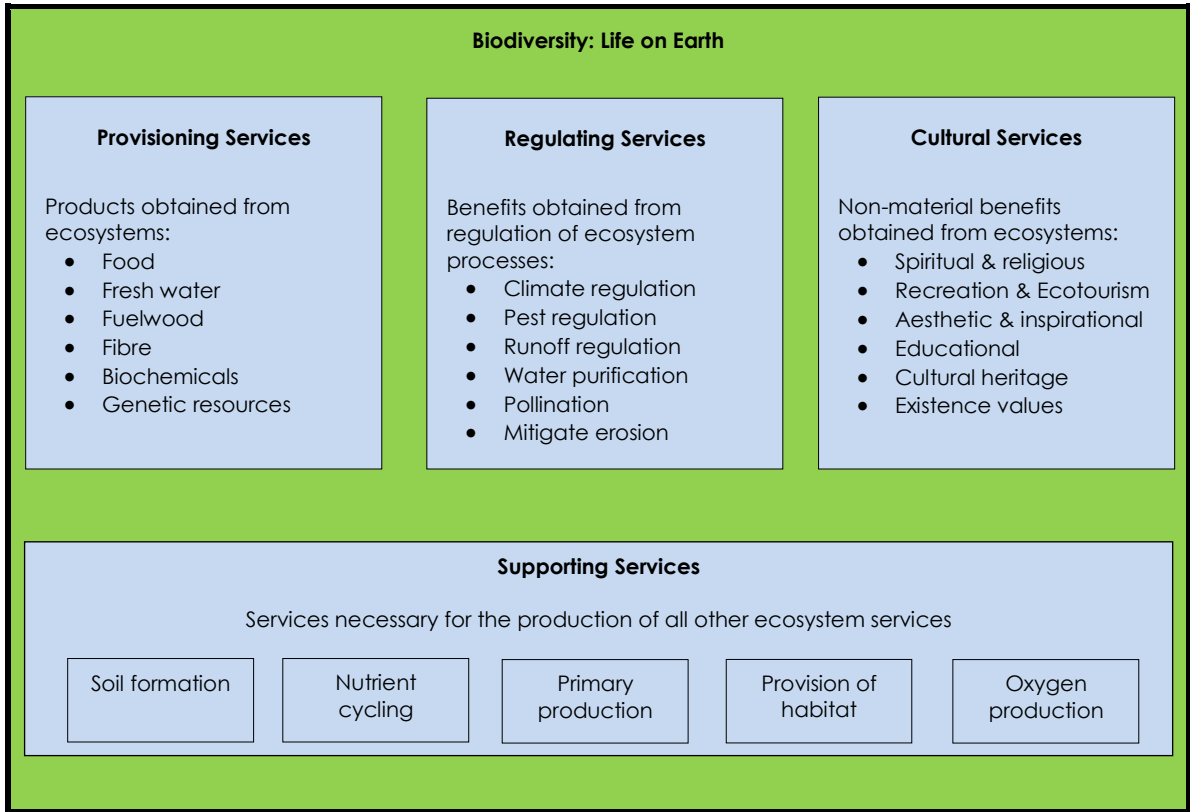 Biodiversity: Life on Earth
Provisioning Services
Products obtained from
ecosystems:
• Food
• Fresh water
• Fuelwood
• Fibre
• Biochemicals
• Genetic resources
Regulating Services
Benefits obtained from
regulation of ecosystem
processes:
• Climate regulation
• Pest regulation
• Runoff regulation
• Water purification
• Pollination
• Mitigate erosion
Cultural Services
Non-material benefits
obtained from ecosystems:
• Spiritual & religious
• Recreation & Ecotourism
• Aesthetic & inspirational
• Educational
• Cultural heritage
• Existence values
Supporting Services
Services necessary for the production of all other ecosystem services
Soil formation
Nutrient
cycling
Primary
production
Provision of
habitat
Oxygen
production